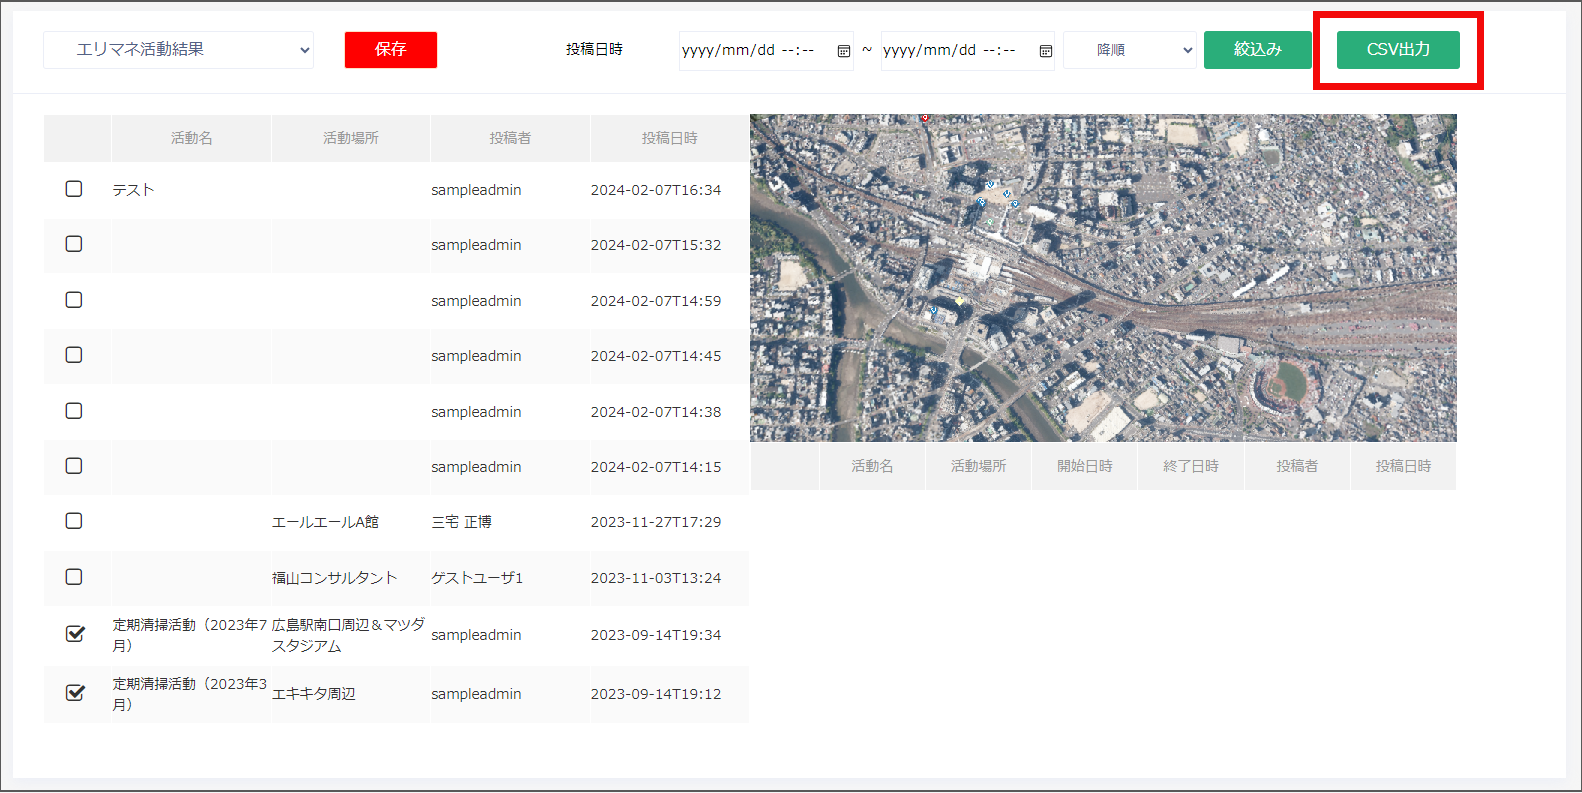 エリマネ活動結果 保存 投稿日時 yyyy/mm/dd --:-- ~ yyyy/mm/dd --:-- 降順 絞込み CSV出力
活動名 活動場所 投稿者 投稿日時
テスト sampleadmin 2024-02-07T16:34
sampleadmin 2024-02-07T15:32
sampleadmin 2024-02-07T14:59
sampleadmin 2024-02-07T14:45
sampleadmin 2024-02-07T14:38
sampleadmin 2024-02-07T14:15
エールエールA館 三宅 正博 2023-11-27T17:29
福山コンサルタント ゲストユーザ1 2023-11-03T13:24
定期清掃活動（2023年7
月） 広島駅南口周辺＆マツダ
スタジアム sampleadmin 2023-09-14T19:34
定期清掃活動（2023年3
月） エキキタ周辺 sampleadmin 2023-09-14T19:12
活動名 活動場所 開始日時 終了日時 投稿者 投稿日時